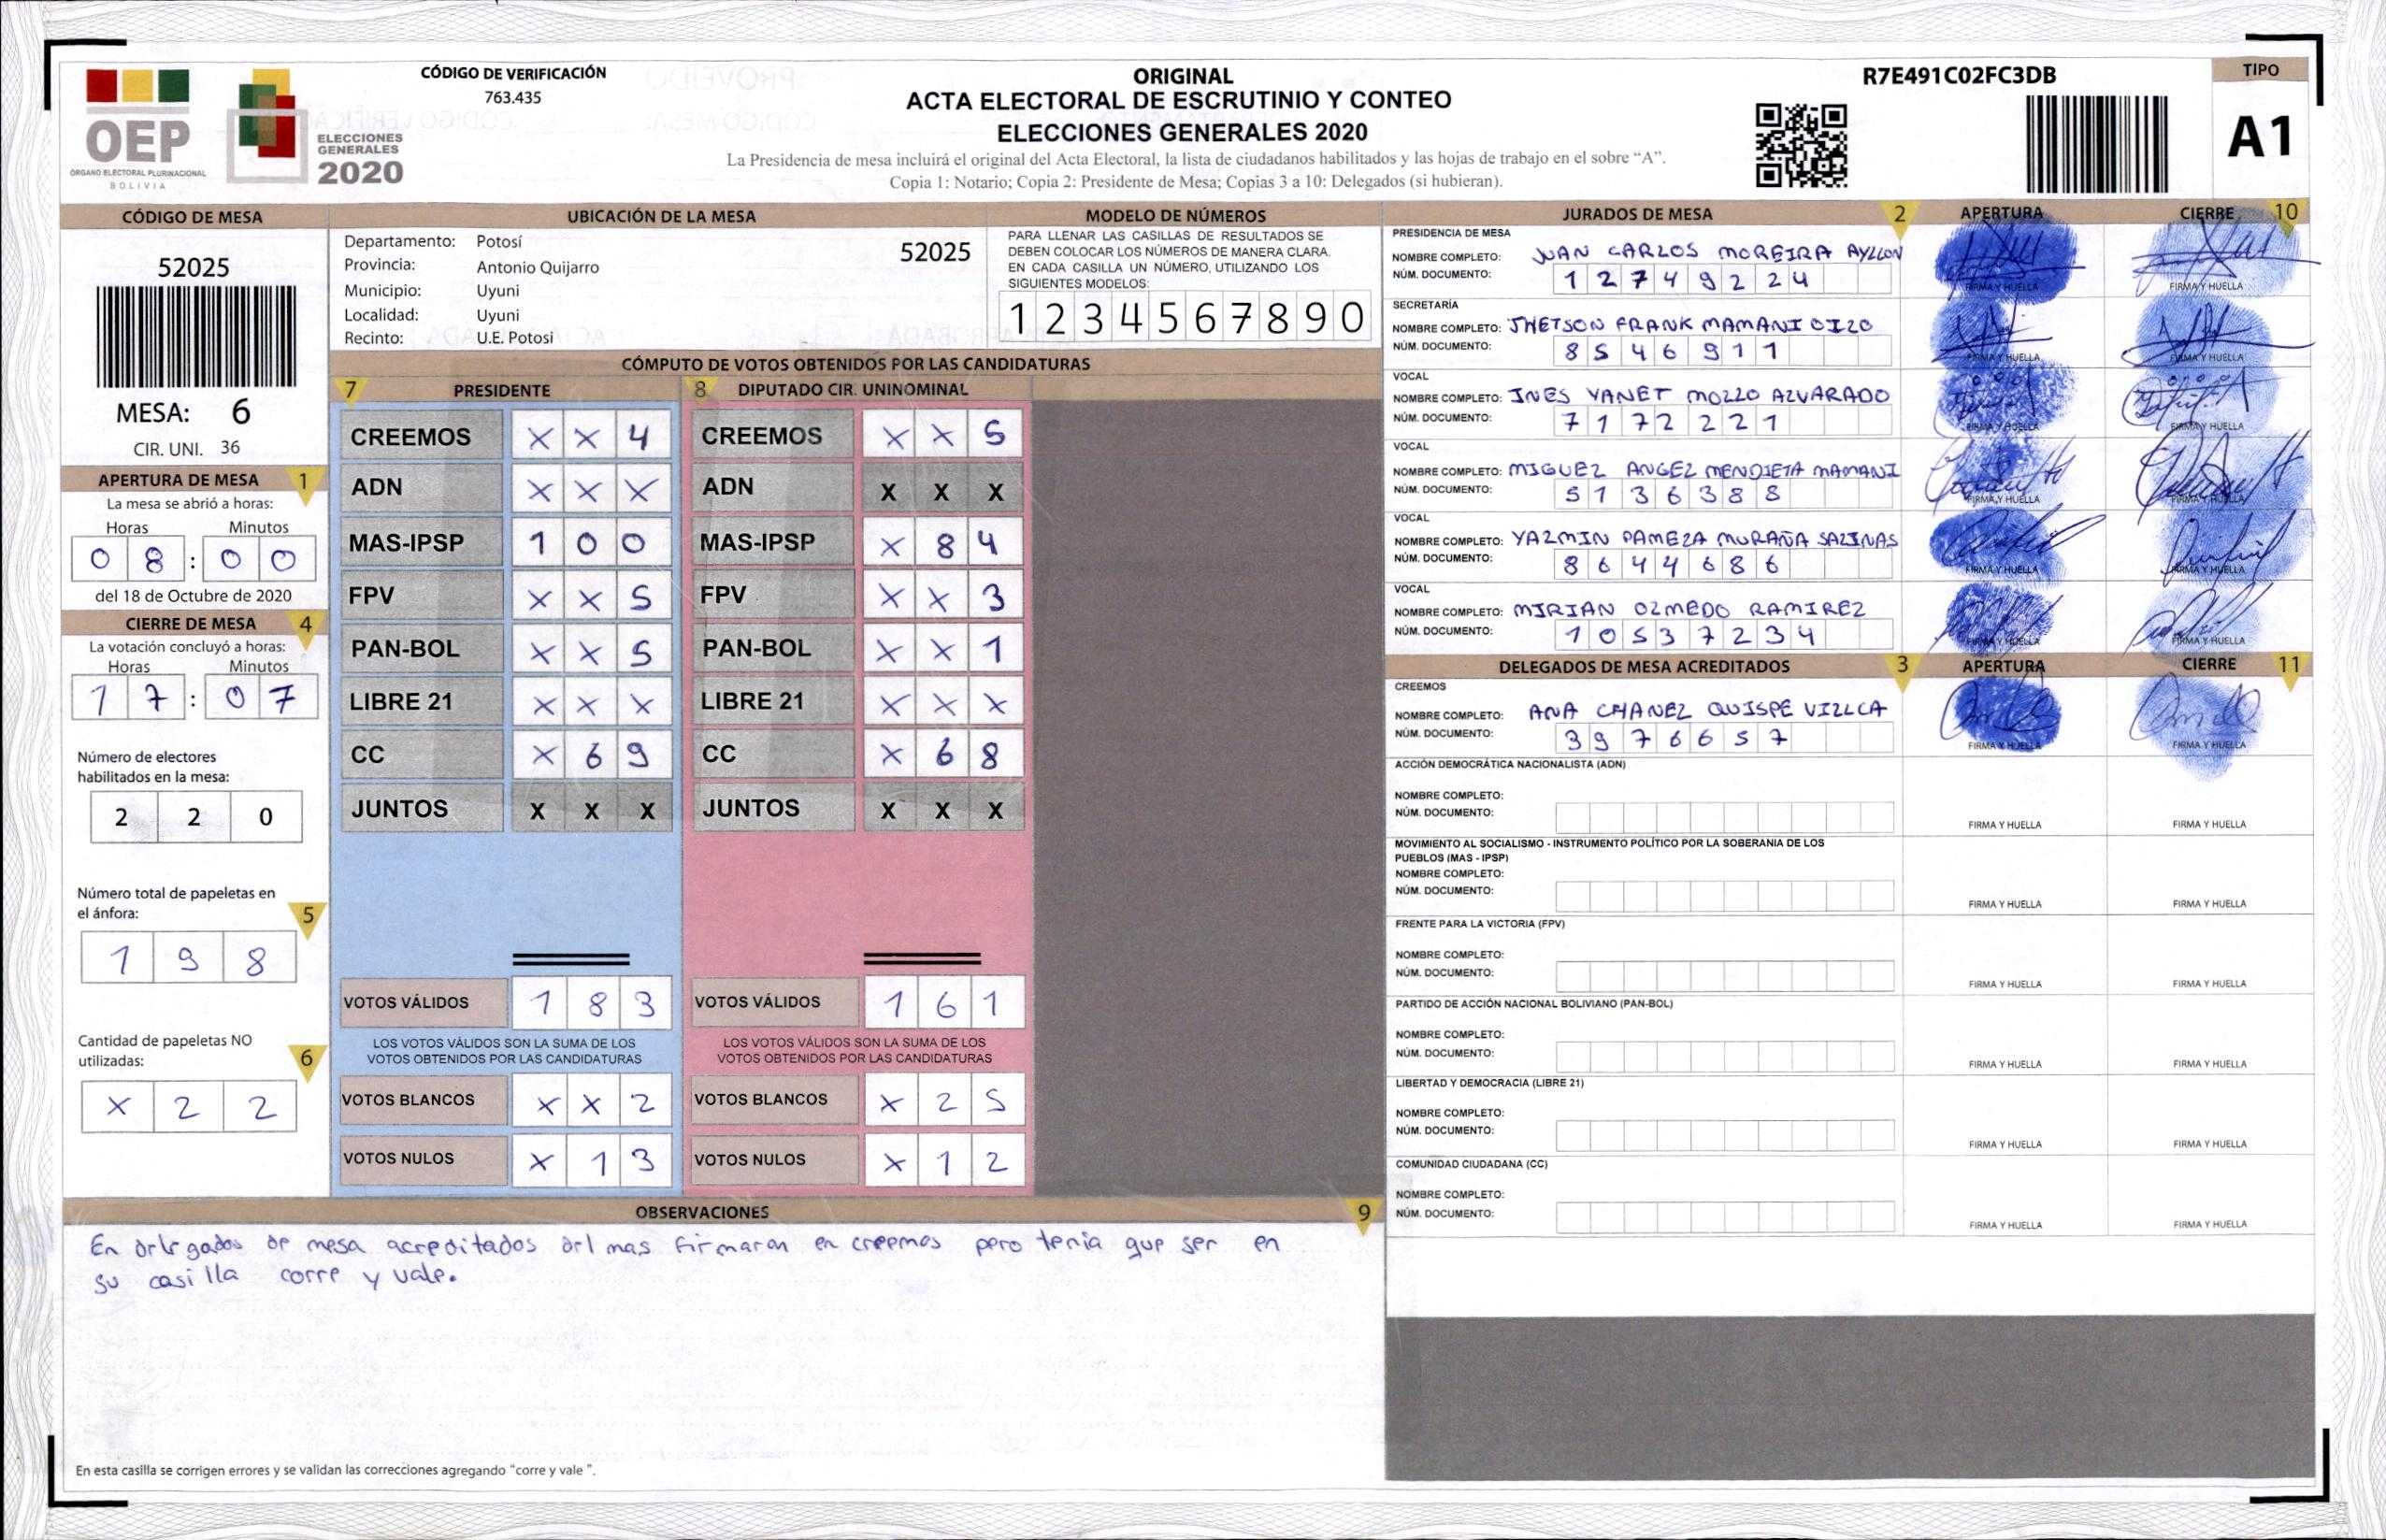 OEP
ÓRGANO ELECTORAL PLURINACIONAL
BOLIVIA
ELECCIONES
GENERALES
2020
CÓDIGO DE VERIFICACIÓN
763.435
ORIGINAL
ACTA ELECTORAL DE ESCRUTINIO Y CONTEO
ELECCIONES GENERALES 2020
La Presidencia de mesa incluirá el original del Acta Electoral, la lista de ciudadanos habilitados y las hojas de trabajo en el sobre “A”.
Copia 1: Notario; Copia 2: Presidente de Mesa; Copias 3 a 10: Delegados (si hubieran).
R7E491C02FC3DB
TIPO
A1
CÓDIGO DE MESA
52025
MESA: 6
CIR. UNI. 36
APERTURA DE MESA 1
La mesa se abrió a horas:
Horas Minutos
0 8 : 0 0
del 18 de Octubre de 2020
CIERRE DE MESA 4
La votación concluyó a horas:
Horas Minutos
1 7 : 0 7
Número de electores
habilitados en la mesa:
2 2 0
Número total de papeletas en
el ánfora: 5
1 9 8
Cantidad de papeletas NO
utilizadas: 6
X 2 2
UBICACIÓN DE LA MESA
Departamento: Potosí
52025
Provincia: Antonio Quijarro
Municipio: Uyuni
Localidad: Uyuni
Recinto: U.E. Potosi
MODELO DE NÚMEROS
PARA LLENAR LAS CASILLAS DE RESULTADOS SE
DEBEN COLOCAR LOS NÚMEROS DE MANERA CLARA.
EN CADA CASILLA UN NÚMERO, UTILIZANDO LOS
SIGUIENTES MODELOS:
1 2 3 4 5 6 7 8 9 0
CÓMPUTO DE VOTOS OBTENIDOS POR LAS CANDIDATURAS
7 PRESIDENTE
CREEMOS X X 4
ADN X X X
MAS-IPSP 1 0 0
FPV X X 5
PAN-BOL X X 5
LIBRE 21 X X X
CC X 6 9
JUNTOS X X X
VOTOS VÁLIDOS 1 8 3
LOS VOTOS VÁLIDOS SON LA SUMA DE LOS
VOTOS OBTENIDOS POR LAS CANDIDATURAS
VOTOS BLANCOS X X 2
VOTOS NULOS X 1 3
8 DIPUTADO CIR. UNINOMINAL
CREEMOS X X 5
ADN X X X
MAS-IPSP X 8 4
FPV X X 3
PAN-BOL X X 1
LIBRE 21 X X X
CC X 6 8
JUNTOS X X X
VOTOS VÁLIDOS 1 6 1
LOS VOTOS VÁLIDOS SON LA SUMA DE LOS
VOTOS OBTENIDOS POR LAS CANDIDATURAS
VOTOS BLANCOS X 2 5
VOTOS NULOS X 1 2
OBSERVACIONES 9
En delegados de mesa acreditados del mas firmaron en creemos pero tenia que ser en
su casilla corre y vale.
En esta casilla se corrigen errores y se validan las correcciones agregando “corre y vale ”.
JURADOS DE MESA 2 APERTURA CIERRE 10
PRESIDENCIA DE MESA
NOMBRE COMPLETO: JUAN CARLOS MOREIRA AYLLON
NÚM. DOCUMENTO: 1 2 7 4 9 2 2 4
FIRMA Y HUELLA FIRMA Y HUELLA
SECRETARÍA
NOMBRE COMPLETO: JHETSON FRANK MAMANI
NÚM. DOCUMENTO: 8 5 4 6 9 1 1
FIRMA Y HUELLA FIRMA Y HUELLA
VOCAL
NOMBRE COMPLETO: INES YANET MOLLO ALVARADO
NÚM. DOCUMENTO: 7 1 7 2 2 2 1
FIRMA Y HUELLA FIRMA Y HUELLA
VOCAL
NOMBRE COMPLETO: MIGUEL ANGEL MENDIETA MAMANI
NÚM. DOCUMENTO: 5 1 3 6 3 8 8
FIRMA Y HUELLA FIRMA Y HUELLA
VOCAL
NOMBRE COMPLETO: YAZMIN PAMELA MURAÑA SALINAS
NÚM. DOCUMENTO: 8 6 4 4 6 8 6
FIRMA Y HUELLA FIRMA Y HUELLA
VOCAL
NOMBRE COMPLETO: MIRIAN OLMEDO RAMIREZ
NÚM. DOCUMENTO: 1 0 5 3 7 2 3 4
FIRMA Y HUELLA FIRMA Y HUELLA
DELEGADOS DE MESA ACREDITADOS 3 APERTURA CIERRE 11
CREEMOS
NOMBRE COMPLETO: ANA CHANEL QUISPE VILLCA
NÚM. DOCUMENTO: 3 9 7 6 6 5 7
FIRMA Y HUELLA FIRMA Y HUELLA
ACCIÓN DEMOCRÁTICA NACIONALISTA (ADN)
NOMBRE COMPLETO:
NÚM. DOCUMENTO:
FIRMA Y HUELLA FIRMA Y HUELLA
MOVIMIENTO AL SOCIALISMO - INSTRUMENTO POLÍTICO POR LA SOBERANIA DE LOS
PUEBLOS (MAS - IPSP)
NOMBRE COMPLETO:
NÚM. DOCUMENTO:
FIRMA Y HUELLA FIRMA Y HUELLA
FRENTE PARA LA VICTORIA (FPV)
NOMBRE COMPLETO:
NÚM. DOCUMENTO:
FIRMA Y HUELLA FIRMA Y HUELLA
PARTIDO DE ACCIÓN NACIONAL BOLIVIANO (PAN-BOL)
NOMBRE COMPLETO:
NÚM. DOCUMENTO:
FIRMA Y HUELLA FIRMA Y HUELLA
LIBERTAD Y DEMOCRACIA (LIBRE 21)
NOMBRE COMPLETO:
NÚM. DOCUMENTO:
FIRMA Y HUELLA FIRMA Y HUELLA
COMUNIDAD CIUDADANA (CC)
NOMBRE COMPLETO:
NÚM. DOCUMENTO:
FIRMA Y HUELLA FIRMA Y HUELLA